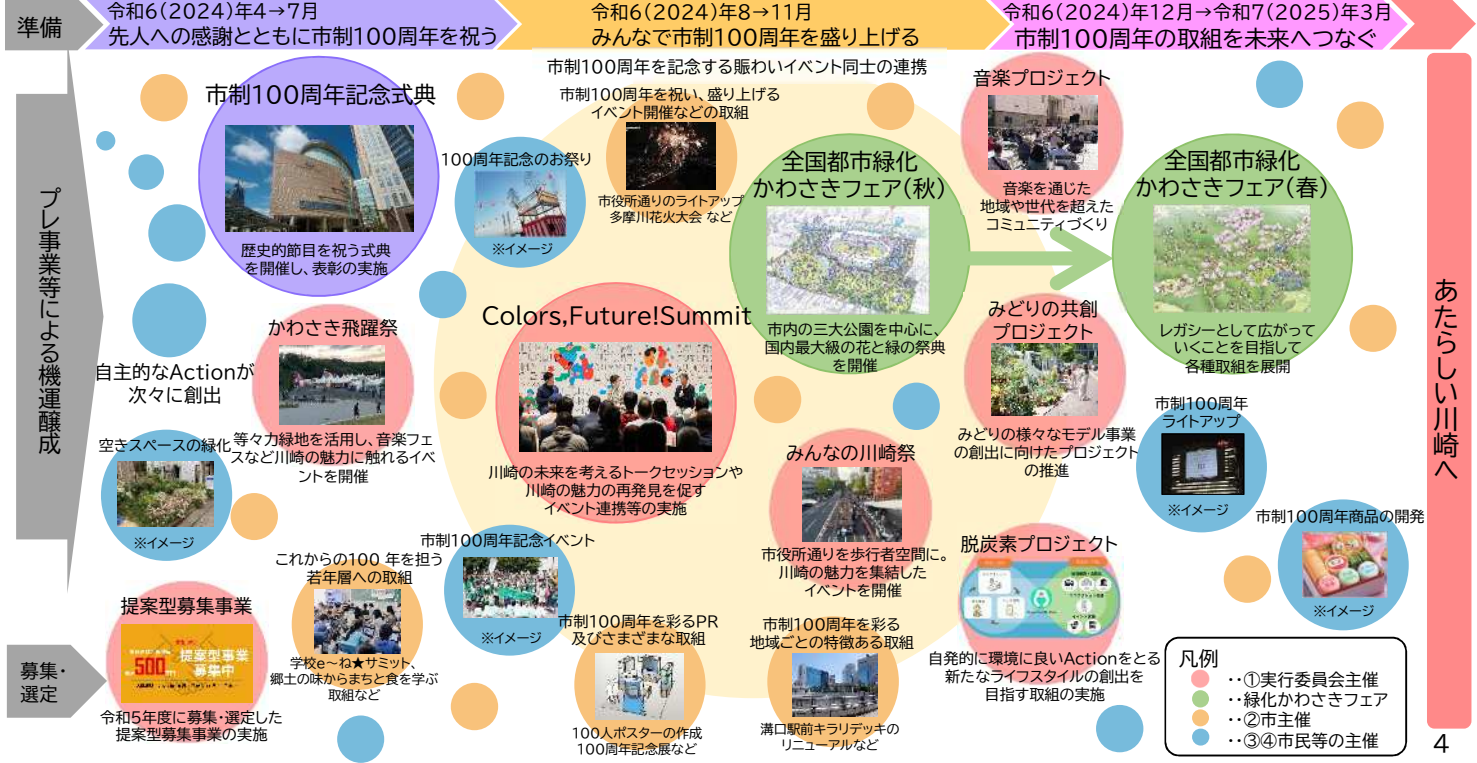 準備
令和6(2024)年4→7月
先人への感謝とともに市制100周年を祝う
令和6(2024)年8→11月
みんなで市制100周年を盛り上げる
令和6(2024)年12月→令和7(2025)年3月
市制100周年の取組を未来へつなぐ
プレ事業等による機運醸成
募集・
選定
あたらしい川崎へ
市制100周年記念式典
歴史的節目を祝う式典
を開催し、表彰の実施
自主的なActionが
次々に創出
かわさき飛躍祭
等々力緑地を活用し、音楽フェ
スなど川崎の魅力に触れるイベ
ントを開催
空きスペースの緑化
※イメージ
提案型募集事業
500
提案型事業
募集中
令和5年度に募集・選定した
提案型募集事業の実施
これからの100 年を担う
若年層への取組
学校e~ね★サミット、
郷土の味からまちと食を学ぶ
取組など
市制100周年を記念する賑わいイベント同士の連携
市制100周年を祝い、盛り上げる
イベント開催などの取組
市役所通りのライトアップ
多摩川花火大会 など
100周年記念のお祭り
※イメージ
Colors,Future!Summit
川崎の未来を考えるトークセッションや
川崎の魅力の再発見を促す
イベント連携等の実施
市制100周年記念イベント
※イメージ
市制100周年を彩るPR
及びさまざまな取組
100人ポスターの作成
100周年記念展など
全国都市緑化
かわさきフェア(秋)
市内の三大公園を中心に、
国内最大級の花と緑の祭典
を開催
みんなの川崎祭
市役所通りを歩行者空間に。
川崎の魅力を集結した
イベントを開催
市制100周年を彩る
地域ごとの特徴ある取組
溝口駅前キラリデッキの
リニューアルなど
音楽プロジェクト
音楽を通じた
地域や世代を超えた
コミュニティづくり
みどりの共創
プロジェクト
みどりの様々なモデル事業
の創出に向けたプロジェクト
の推進
脱炭素プロジェクト
自発的に環境に良いActionをとる
新たなライフスタイルの創出を
目指す取組の実施
全国都市緑化
かわさきフェア(春)
レガシーとして広がって
いくことを目指して
各種取組を展開
市制100周年
ライトアップ
※イメージ
市制100周年商品の開発
※イメージ
凡例
‥①実行委員会主催
‥緑化かわさきフェア
‥②市主催
‥③④市民等の主催
4